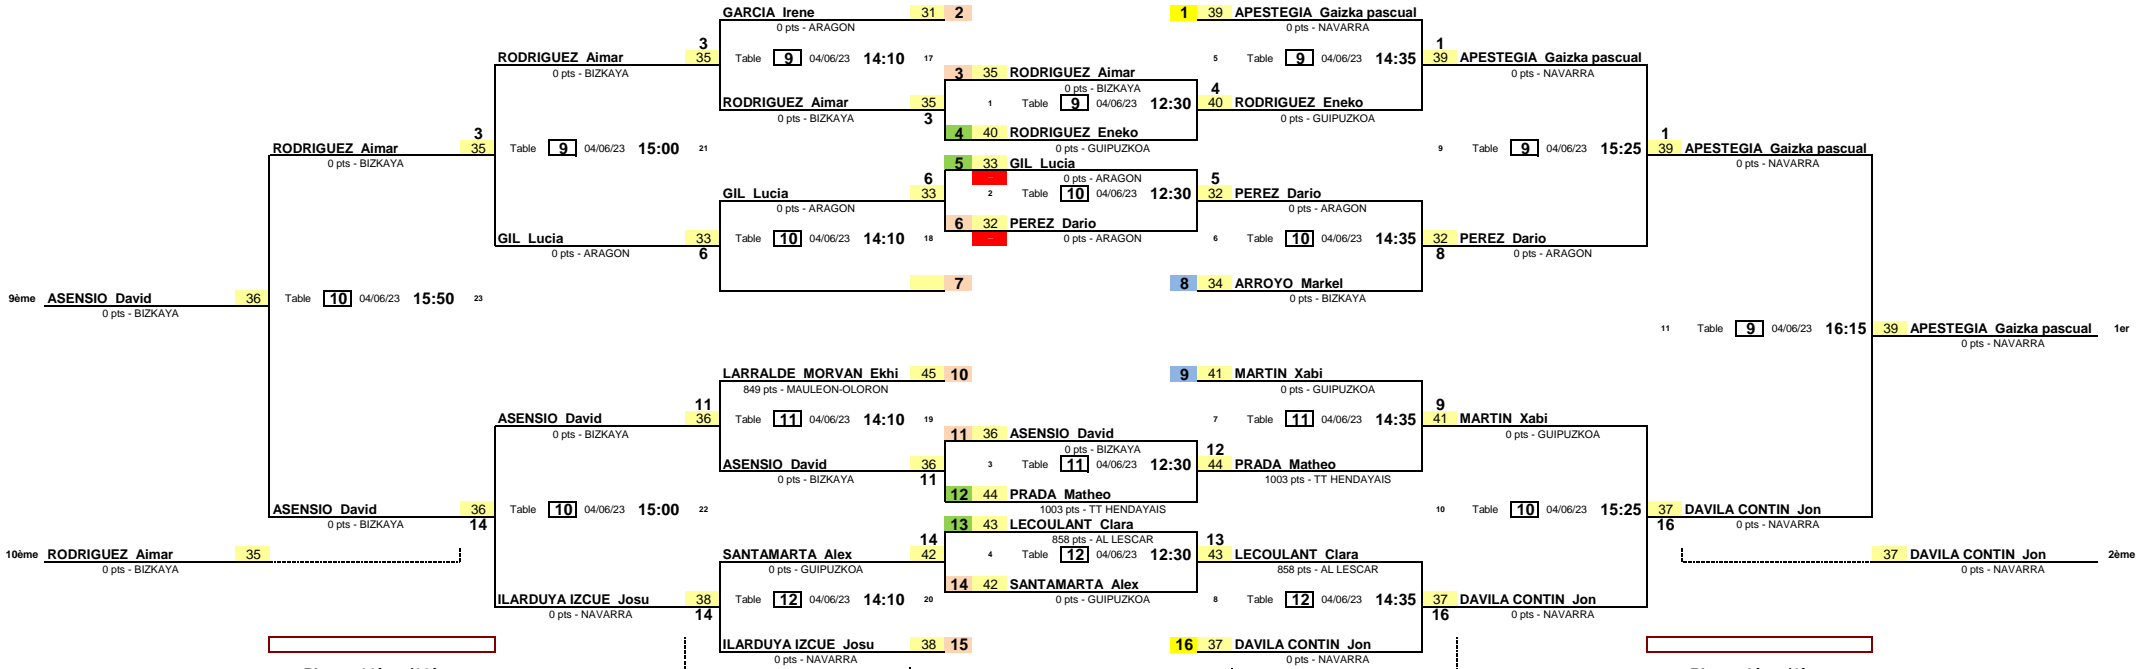 GARCIA Irene 31 2 1 39 APESTEGIA Gaizka pascual
0 pts - ARAGON 0 pts - NAVARRA
3 1
RODRIGUEZ Aimar 35 Table 9 04/06/23 14:10 17 5 Table 9 04/06/23 14:35 39 APESTEGIA Gaizka pascual
0 pts - BIZKAYA 3 35 RODRIGUEZ Aimar 0 pts - NAVARRA
0 pts - BIZKAYA 4
RODRIGUEZ Aimar 35 1 Table 9 04/06/23 12:30 40 RODRIGUEZ Eneko
0 pts - BIZKAYA 3 0 pts - GUIPUZKOA
3 4 40 RODRIGUEZ Eneko 1
RODRIGUEZ Aimar 35 Table 9 04/06/23 15:00 21 0 pts - GUIPUZKOA 9 Table 9 04/06/23 15:25 39 APESTEGIA Gaizka pascual
0 pts - BIZKAYA 5 33 GIL Lucia 0 pts - NAVARRA
6 0 pts - ARAGON 5
GIL Lucia 33 2 Table 10 04/06/23 12:30 32 PEREZ Dario
0 pts - ARAGON 0 pts - ARAGON
6 32 PEREZ Dario
GIL Lucia 33 Table 10 04/06/23 14:10 18 0 pts - ARAGON 6 Table 10 04/06/23 14:35 32 PEREZ Dario
0 pts - ARAGON 6 8 0 pts - ARAGON
7 8 34 ARROYO Markel
9ème ASENSIO David 36 Table 10 04/06/23 15:50 23 0 pts - BIZKAYA
0 pts - BIZKAYA
11 Table 9 04/06/23 16:15 39 APESTEGIA Gaizka pascual 1er
0 pts - NAVARRA
LARRALDE MORVAN Ekhi 45 10 9 41 MARTIN Xabi
849 pts - MAULEON-OLORON 0 pts - GUIPUZKOA
11 9
ASENSIO David 36 Table 11 04/06/23 14:10 19 7 Table 11 04/06/23 14:35 41 MARTIN Xabi
0 pts - BIZKAYA 11 36 ASENSIO David 0 pts - GUIPUZKOA
0 pts - BIZKAYA 12
ASENSIO David 36 3 Table 11 04/06/23 12:30 44 PRADA Matheo
0 pts - BIZKAYA 11 1003 pts - TT HENDAYAIS
12 44 PRADA Matheo
ASENSIO David 36 Table 10 04/06/23 15:00 22 1003 pts - TT HENDAYAIS 10 Table 10 04/06/23 15:25 37 DAVILA CONTIN Jon
0 pts - BIZKAYA 14 13 43 LECOULANT Clara 16 0 pts - NAVARRA
14 858 pts - AL LESCAR 13
10ème RODRIGUEZ Aimar 35 SANTAMARTA Alex 42 4 Table 12 04/06/23 12:30 43 LECOULANT Clara 37 DAVILA CONTIN Jon 2ème
0 pts - BIZKAYA 0 pts - GUIPUZKOA 858 pts - AL LESCAR 0 pts - NAVARRA
14 42 SANTAMARTA Alex
ILARDUYA IZCUE Josu 38 Table 12 04/06/23 14:10 20 0 pts - GUIPUZKOA 8 Table 12 04/06/23 14:35 37 DAVILA CONTIN Jon
0 pts - NAVARRA 14 16 0 pts - NAVARRA
ILARDUYA IZCUE Josu 38 15 16 37 DAVILA CONTIN Jon
0 pts - NAVARRA 0 pts - NAVARRA